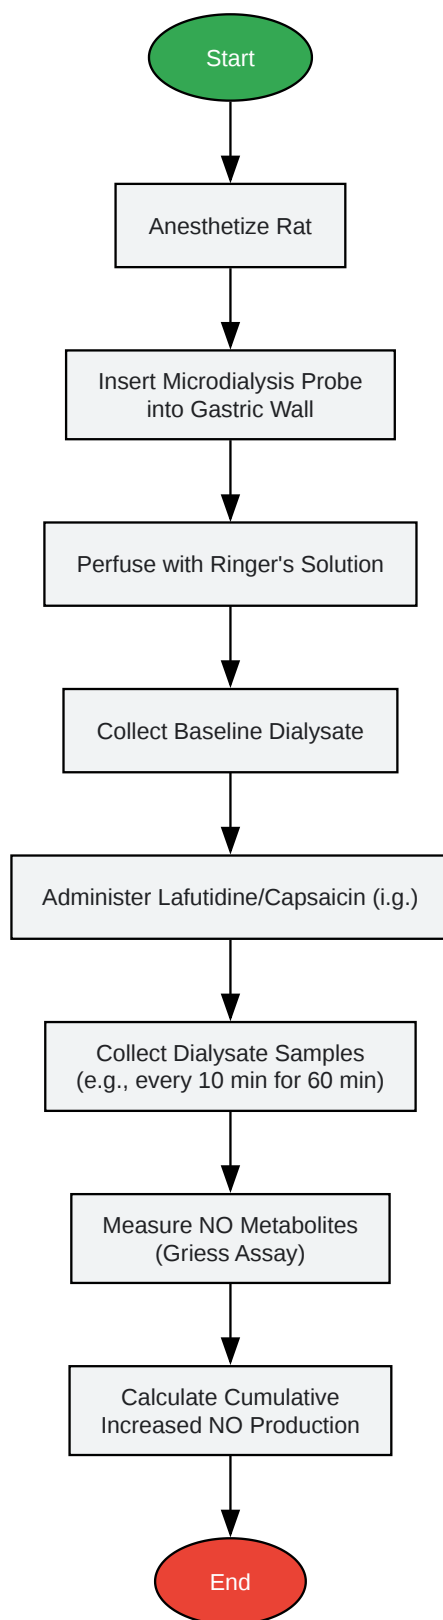 Start
Anesthetize Rat
Insert Microdialysis Probe
into Gastric Wall
Perfuse with Ringer's Solution
Collect Baseline Dialysate
Administer Lafutidine/Capsaicin (i.g.)
Collect Dialysate Samples
(e.g., every 10 min for 60 min)
Measure NO Metabolites
(Griess Assay)
Calculate Cumulative
Increased NO Production
End